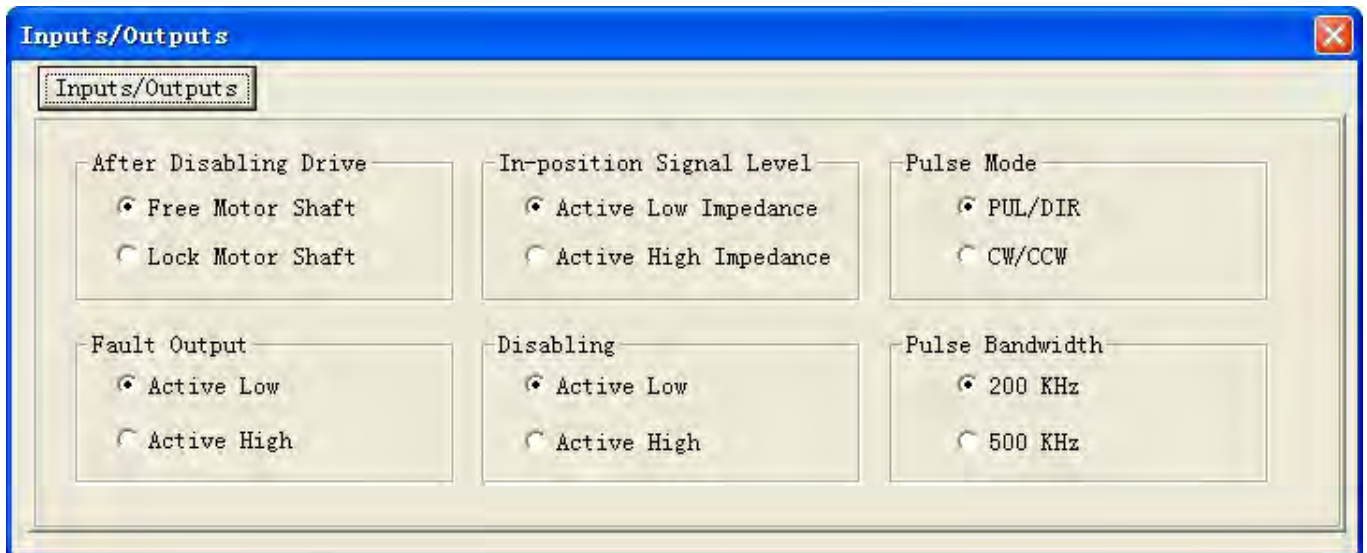 Inputs/Outputs
Inputs/Outputs
After Disabling Drive
Free Motor Shaft
Lock Motor Shaft
In-position Signal Level
Active Low Impedance
Active High Impedance
Pulse Mode
PUL/DIR
CW/CCW
Fault Output
Active Low
Active High
Disabling
Active Low
Active High
Pulse Bandwidth
200 KHz
500 KHz